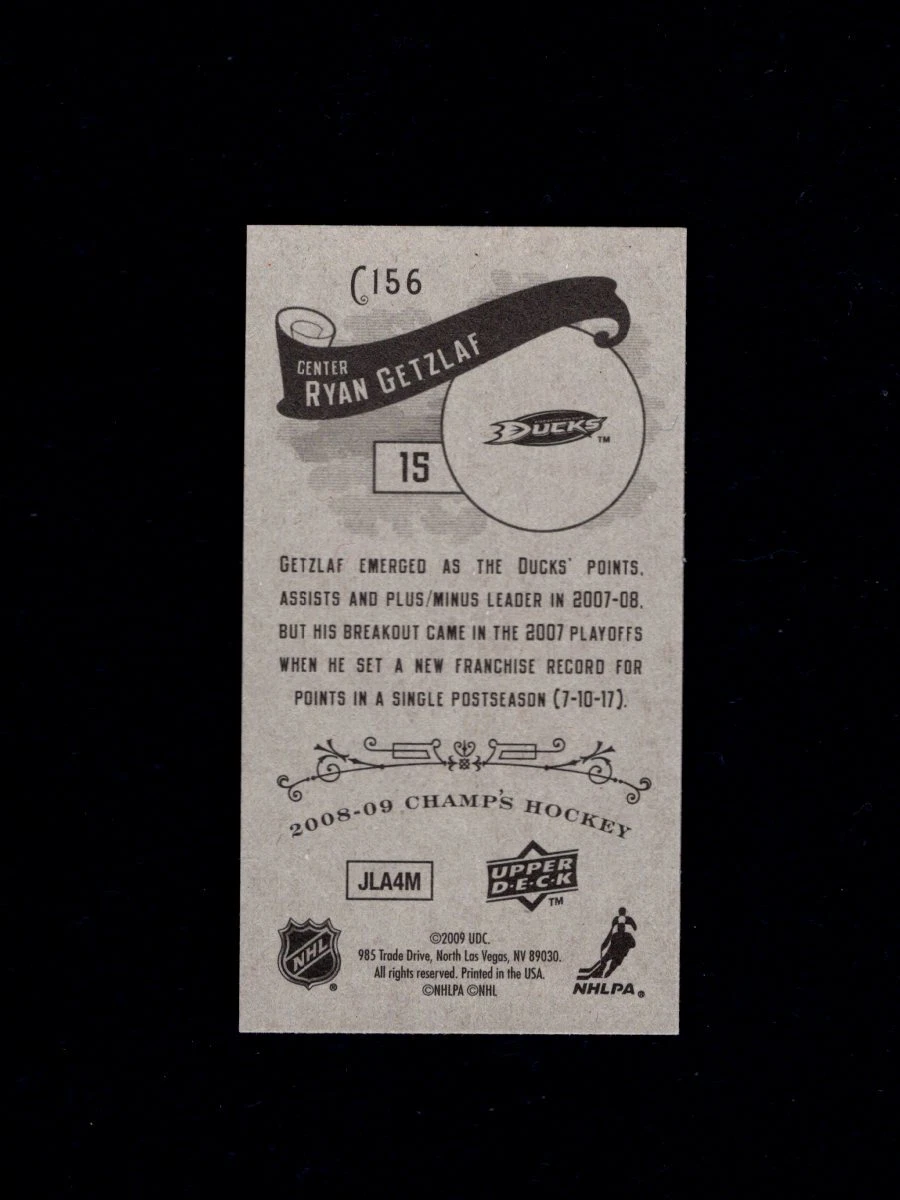 C156
CENTER
RYAN GETZLAF
DUCKS™
15
GETZLAF EMERGED AS THE DUCKS' POINTS,
ASSISTS AND PLUS/MINUS LEADER IN 2007-08,
BUT HIS BREAKOUT CAME IN THE 2007 PLAYOFFS
WHEN HE SET A NEW FRANCHISE RECORD FOR
POINTS IN A SINGLE POSTSEASON (7-10-17).
2008-09 CHAMP'S HOCKEY
JLA4M
UPPER
D·E·C·K™
NHL®
©2009 UDC.
985 Trade Drive, North Las Vegas, NV 89030.
All rights reserved. Printed in the USA.
©NHLPA ©NHL
NHLPA®